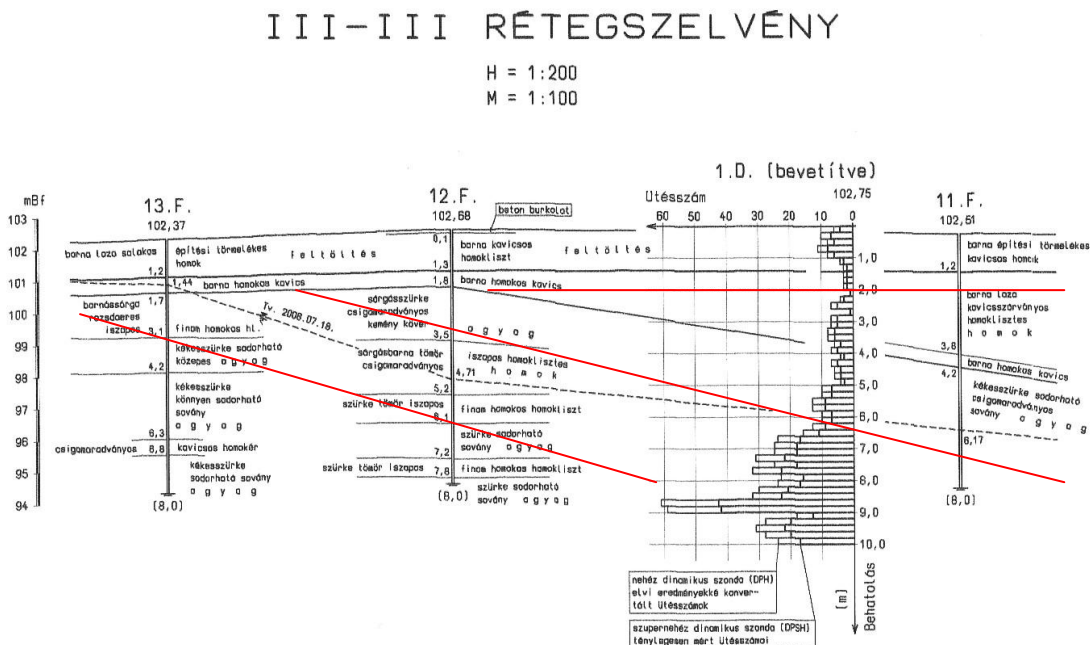 III-III RÉTEGSZELVÉNY
H = 1:200
M = 1:100
mBf
103
102
101
100
99
98
97
96
95
94
13.F.
102,37
barna laza salakos
építési törmelékes
homok
feltöltés
1,2
1,44
barna homokos kavics
1,7
barnássárga
rozsdaeres
iszapos
3,1
finom homokos hl.
kékesszürke sodorható
közepes agyag
4,2
kékesszürke
könnyen sodorható
sovány
agyag
6,3
csigamaradványos
6,8
kavicsos homokér
kékesszürke
sodorható sovány
agyag
(8,0)
Tv. 2008.07.18.
12.F.
102,68
beton burkolat
0,1
barna kavicsos
homokliszt
feltöltés
1,3
barna homokos kavics
1,8
sárgásszürke
csigamaradványos
kemény kövér
agyag
3,5
sárgásbarna tömör
csigamaradványos
iszapos homoklisztes
homok
4,71
5,2
szürke tömör iszapos
finom homokos homokliszt
6,1
szürke sodorható
sovány agyag
7,2
szürke tömör iszapos
finom homokos homokliszt
7,8
szürke sodorható
sovány agyag
(8,0)
1.D. (bevetítve)
Ütésszám
102,75
60 50 40 30 20 10 0
1,0
2,0
3,0
4,0
5,0
6,0
7,0
8,0
9,0
10,0
[m]
Behatolás
nehéz dinamikus szonda (DPH)
elvi eredményekké konver-
tált ütésszámok
szupernehéz dinamikus szonda (DPSH)
ténylegesen mért ütésszámai
11.F.
102,61
barna építési törmelékes
kavicsos homok
1,2
barna laza
kavicsszórványos
homoklisztes
homok
3,8
barna homokos kavics
4,2
kékesszürke sodorható
csigamaradványos
sovány agyag
6,17
(8,0)